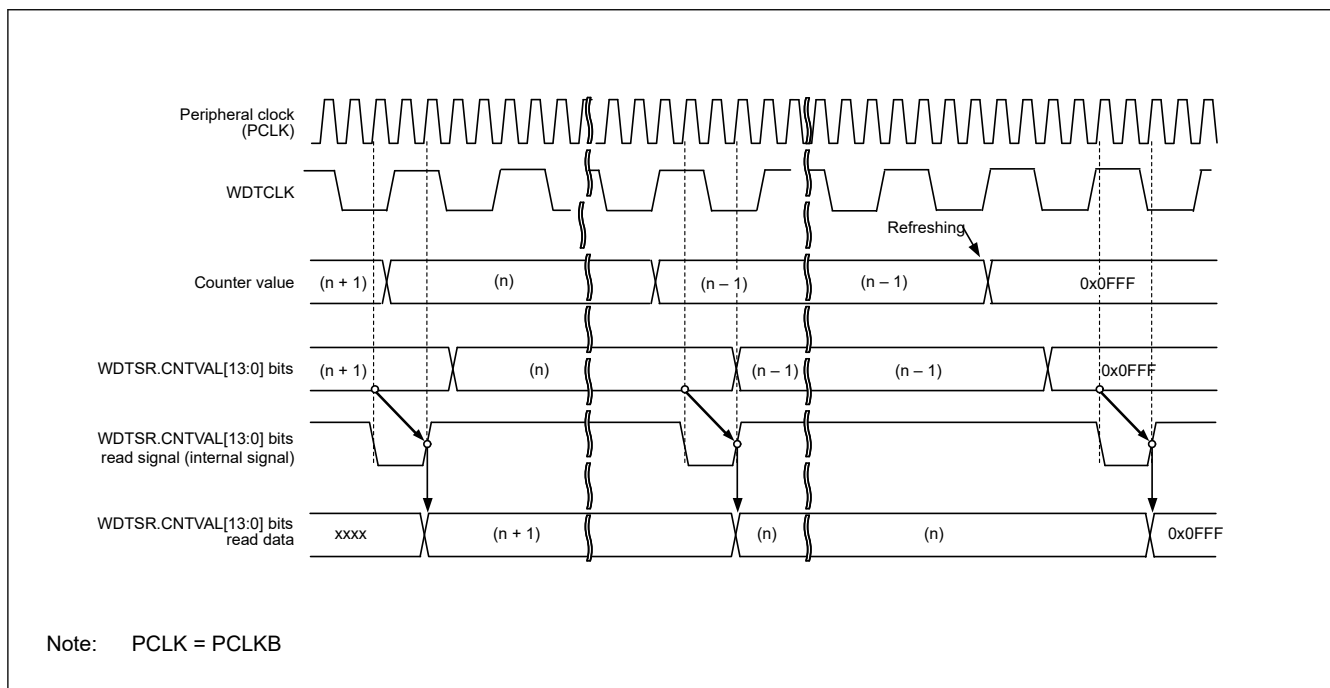 Peripheral clock
(PCLK)
WDTCLK
Refreshing
Counter value
(n + 1)
(n)
(n – 1)
(n – 1)
0x0FFF
WDTSR.CNTVAL[13:0] bits
(n + 1)
(n)
(n – 1)
(n – 1)
0x0FFF
WDTSR.CNTVAL[13:0] bits
read signal (internal signal)
WDTSR.CNTVAL[13:0] bits
read data
xxxx
(n + 1)
(n)
(n)
0x0FFF
Note: PCLK = PCLKB